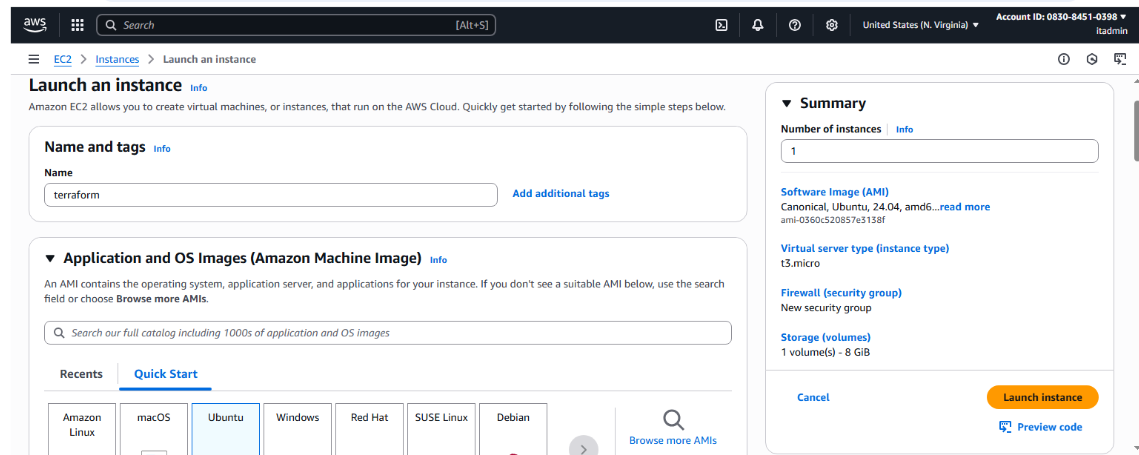 aws
Search
[Alt+S]
United States (N. Virginia)
Account ID: 0830-8451-0398
itadmin
EC2
Instances
Launch an instance
Launch an instance Info
Amazon EC2 allows you to create virtual machines, or instances, that run on the AWS Cloud. Quickly get started by following the simple steps below.
Name and tags Info
Name
terraform
Add additional tags
Application and OS Images (Amazon Machine Image) Info
An AMI contains the operating system, application server, and applications for your instance. If you don't see a suitable AMI below, use the search
field or choose Browse more AMIs.
Search our full catalog including 1000s of application and OS images
Recents
Quick Start
Amazon
Linux
macOS
Ubuntu
Windows
Red Hat
SUSE Linux
Debian
Browse more AMIs
Summary
Number of instances Info
1
Software Image (AMI)
Canonical, Ubuntu, 24.04, amd6...read more
ami-0360c520857e3138f
Virtual server type (instance type)
t3.micro
Firewall (security group)
New security group
Storage (volumes)
1 volume(s) - 8 GiB
Cancel
Launch instance
Preview code